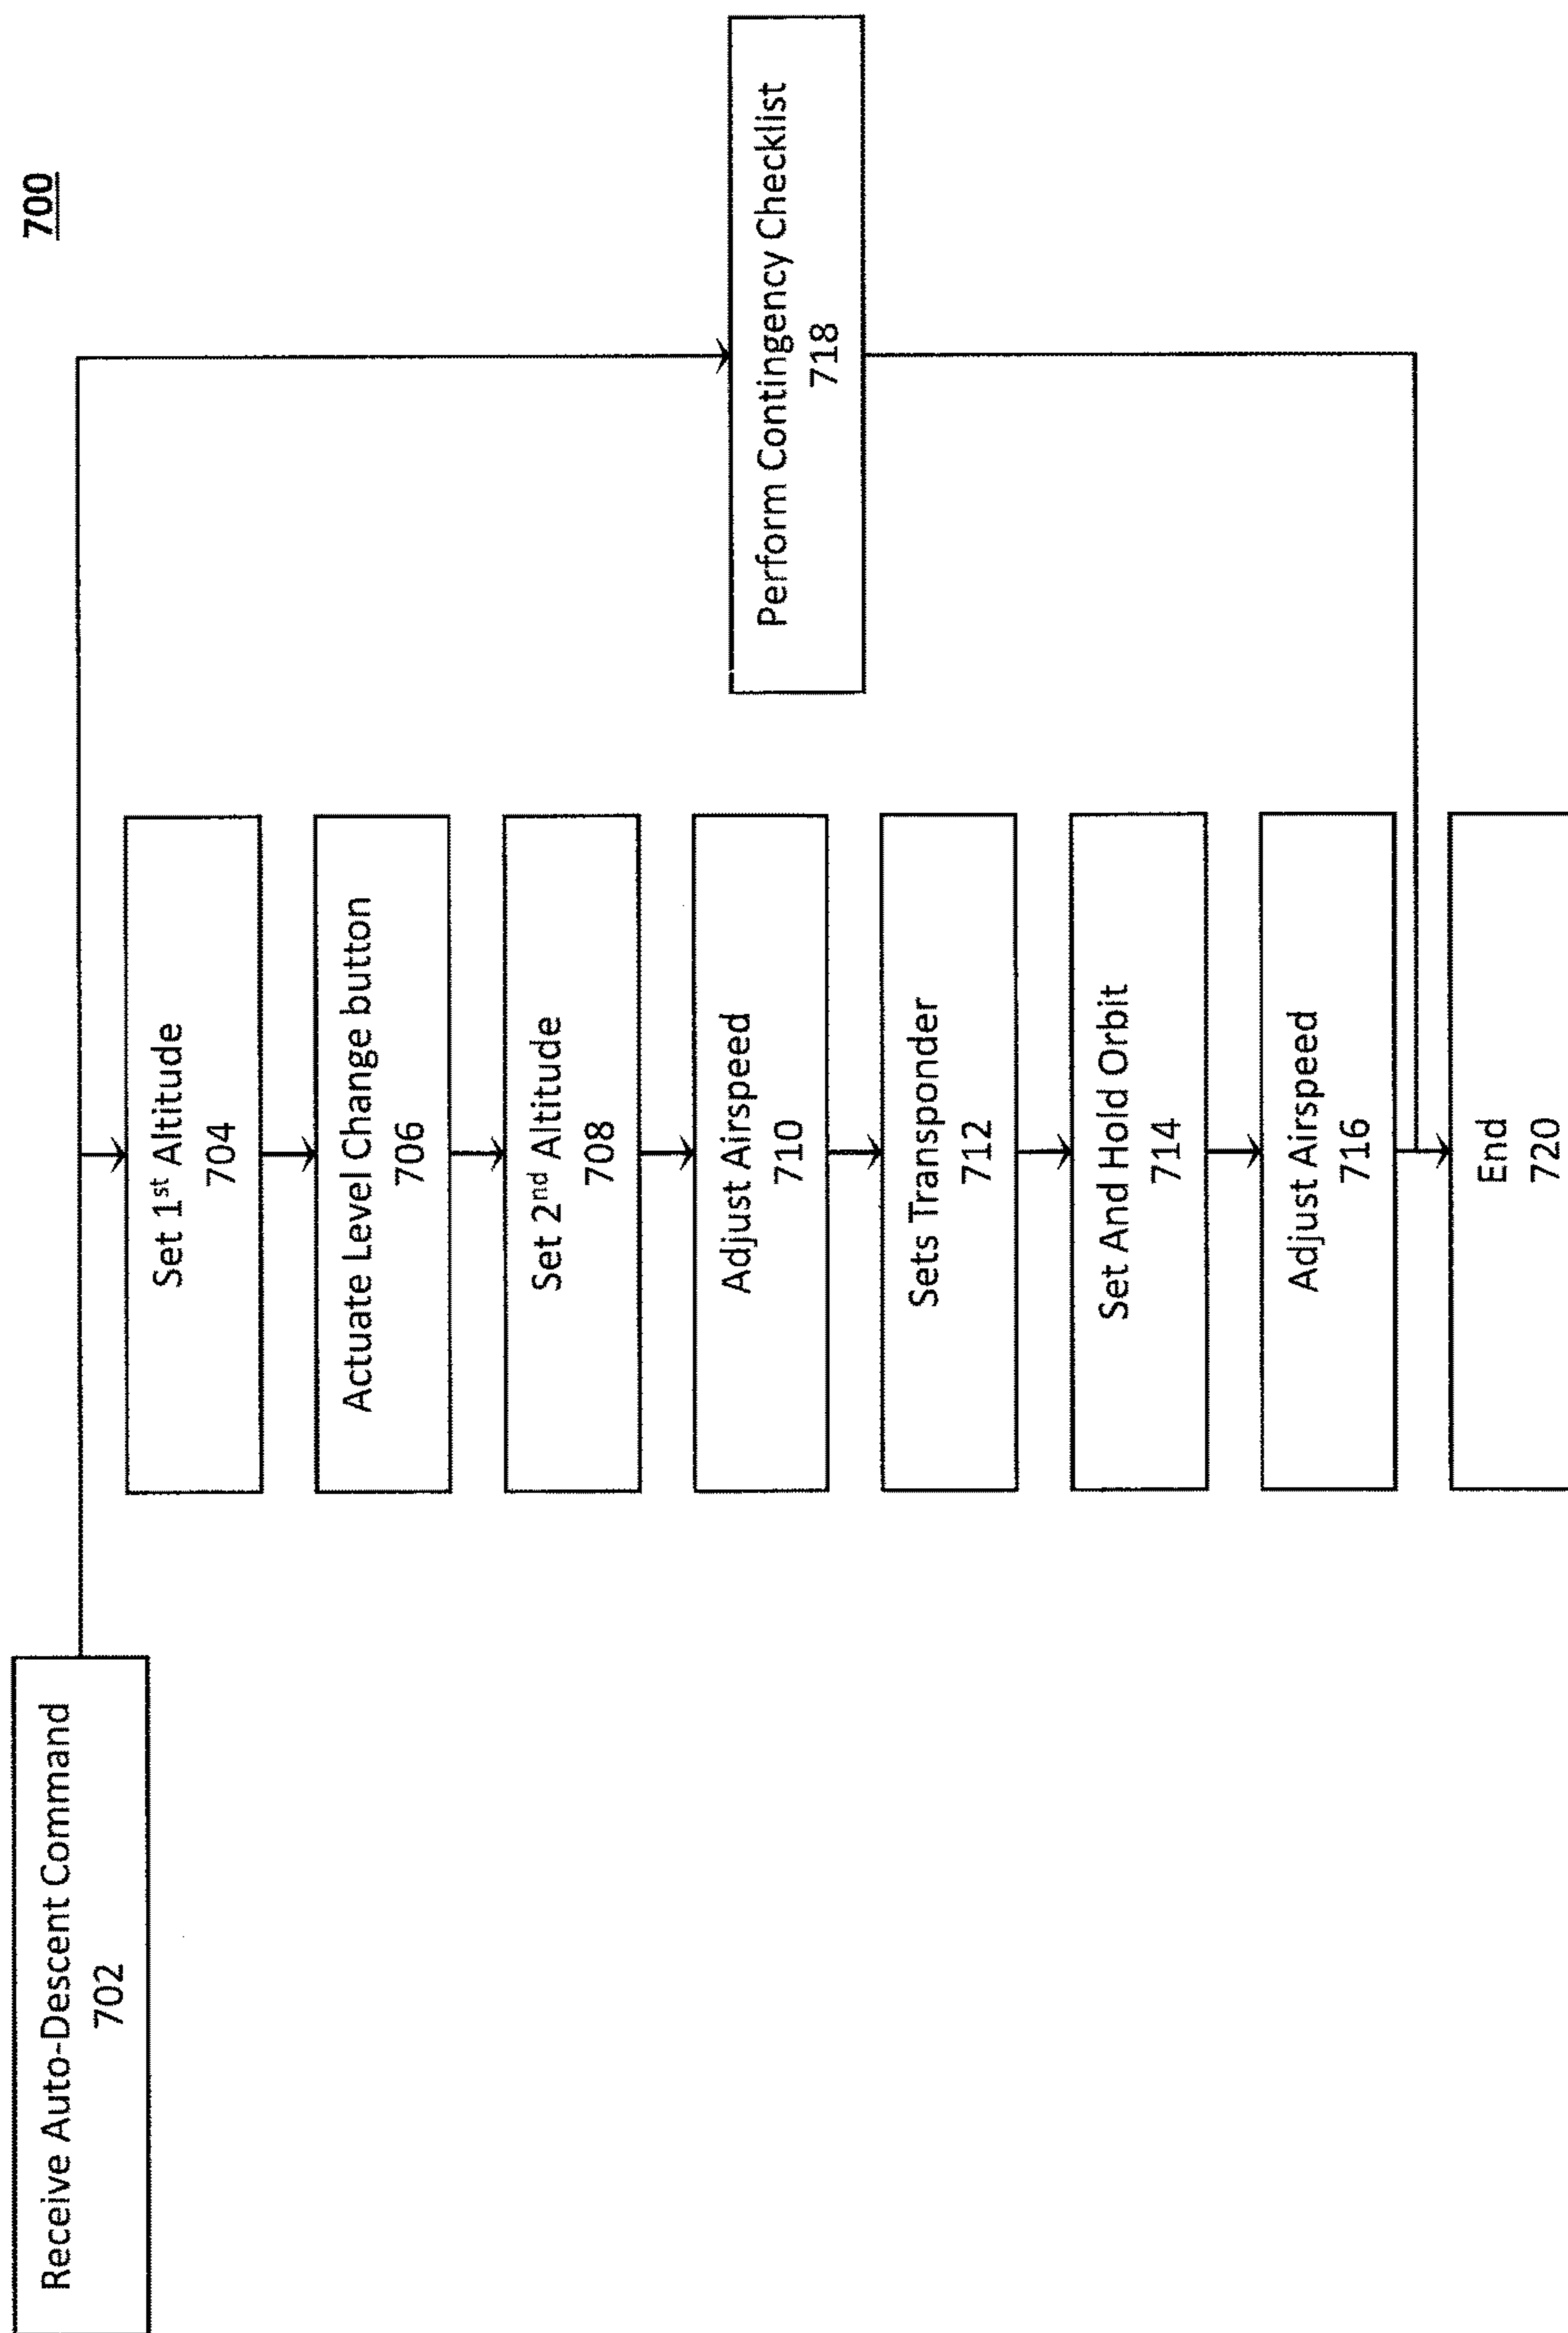 700
Receive Auto-Descent Command
702
Set 1st Altitude
704
Actuate Level Change button
706
Set 2nd Altitude
708
Adjust Airspeed
710
Sets Transponder
712
Set And Hold Orbit
714
Adjust Airspeed
716
Perform Contingency Checklist
718
End
720